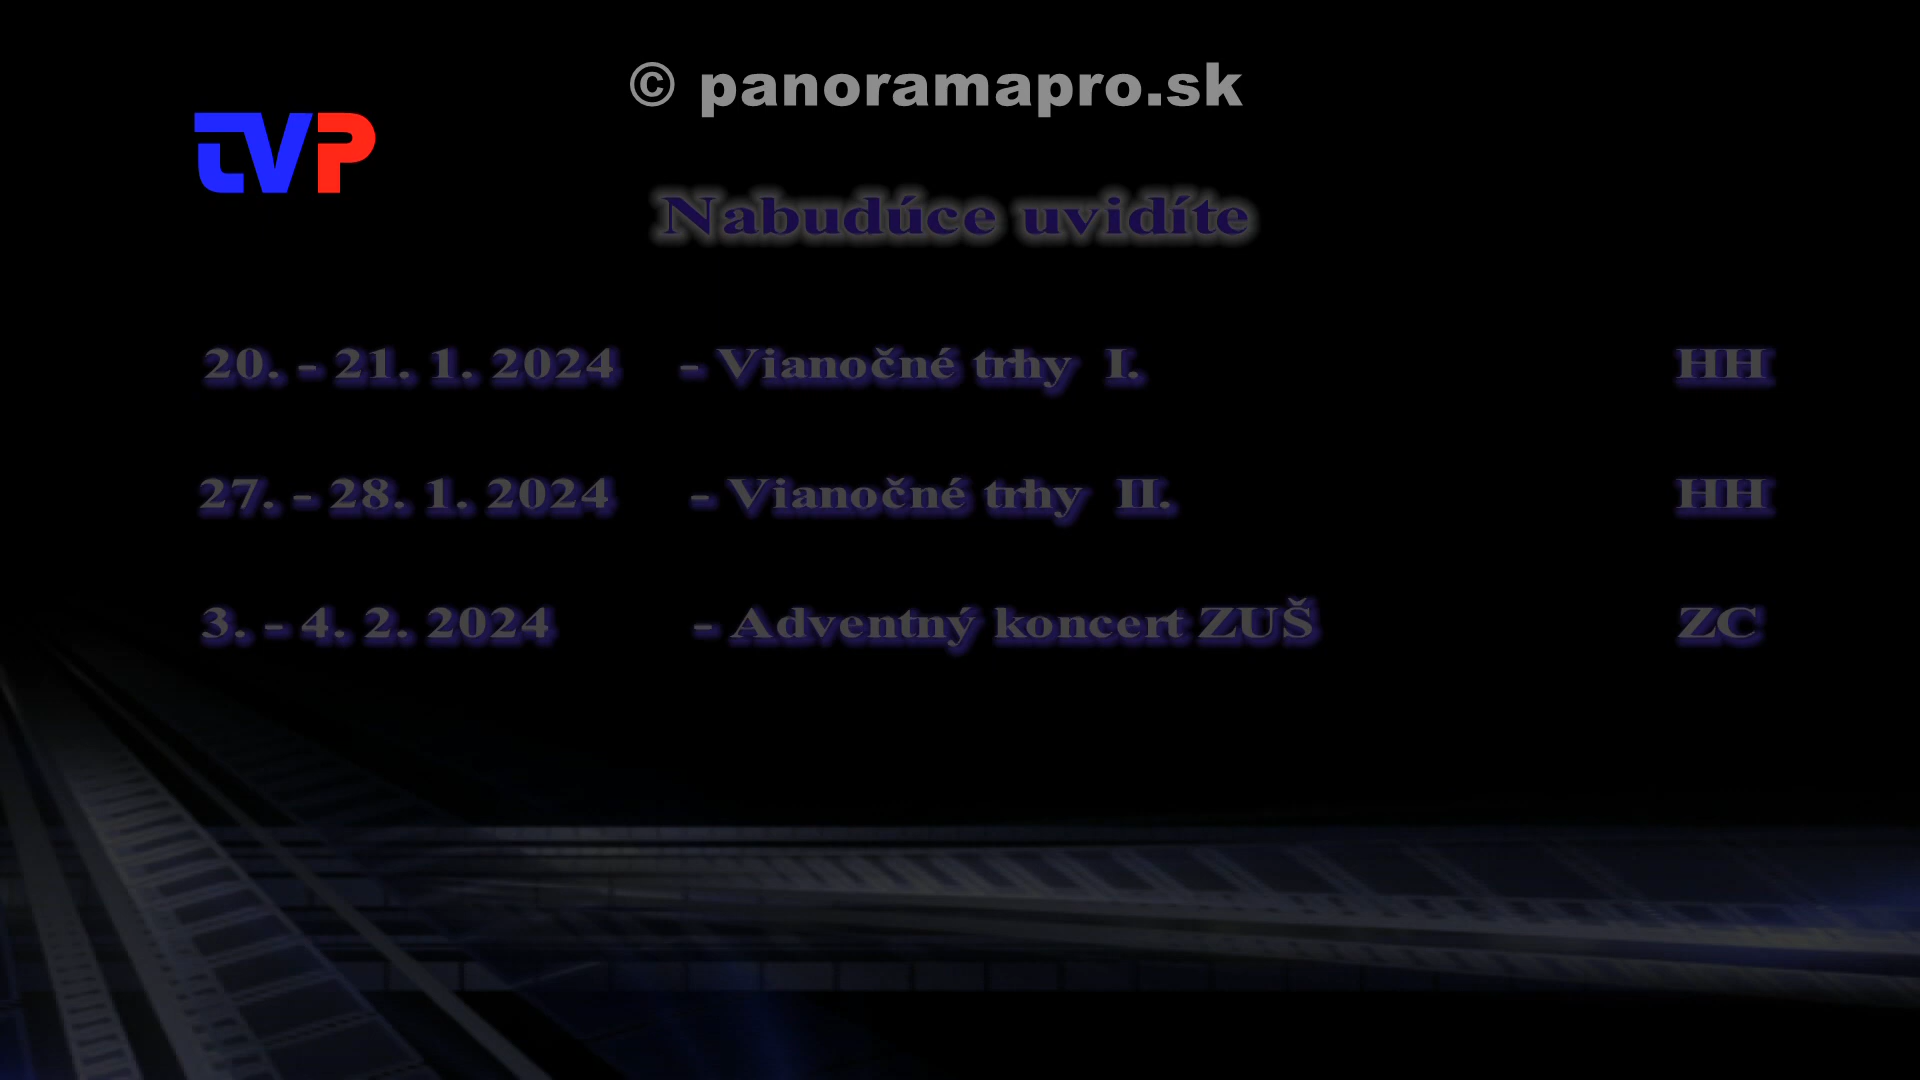 © panoramapro.sk
tVP
Nabudúce uvidíte
20. - 21. 1. 2024 - Vianočné trhy I. HH
27. - 28. 1. 2024 - Vianočné trhy II. HH
3. - 4. 2. 2024 - Adventný koncert ZUŠ ZC